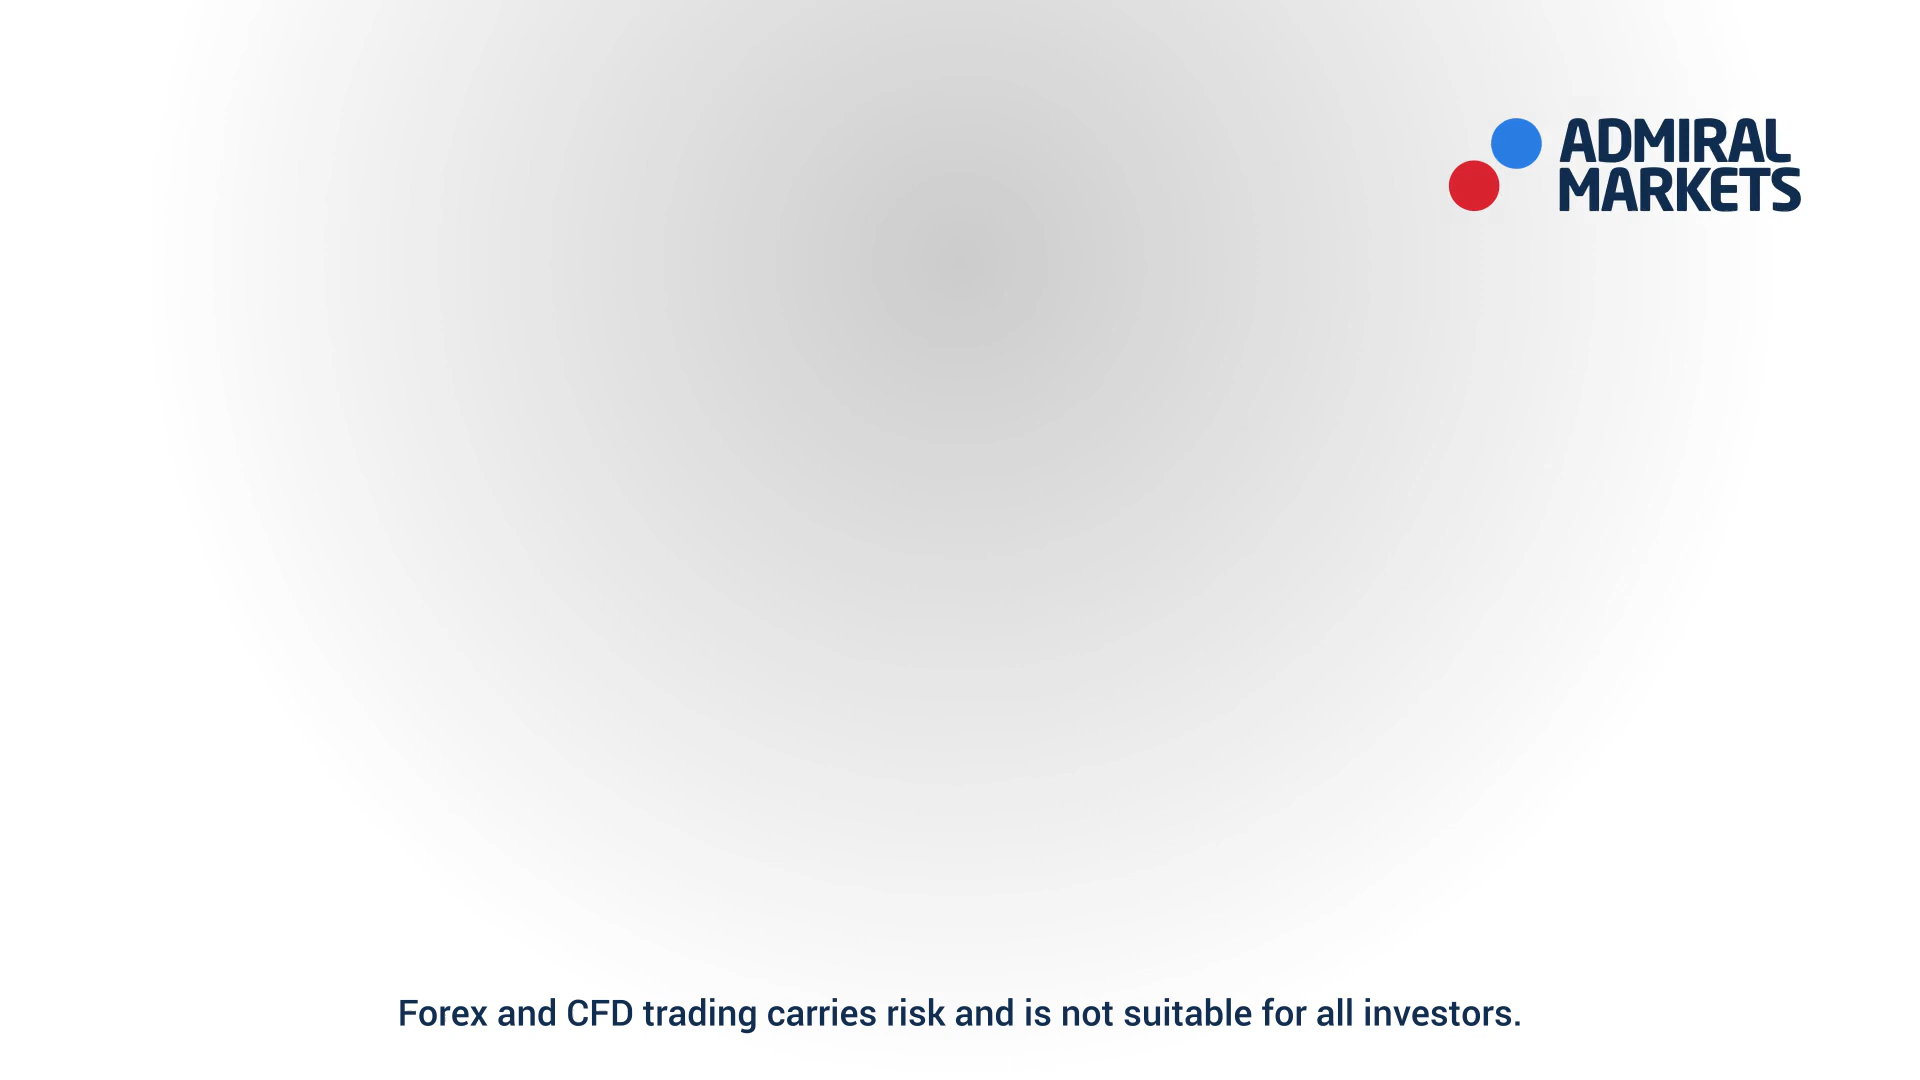 ADMIRAL
MARKETS
Forex and CFD trading carries risk and is not suitable for all investors.